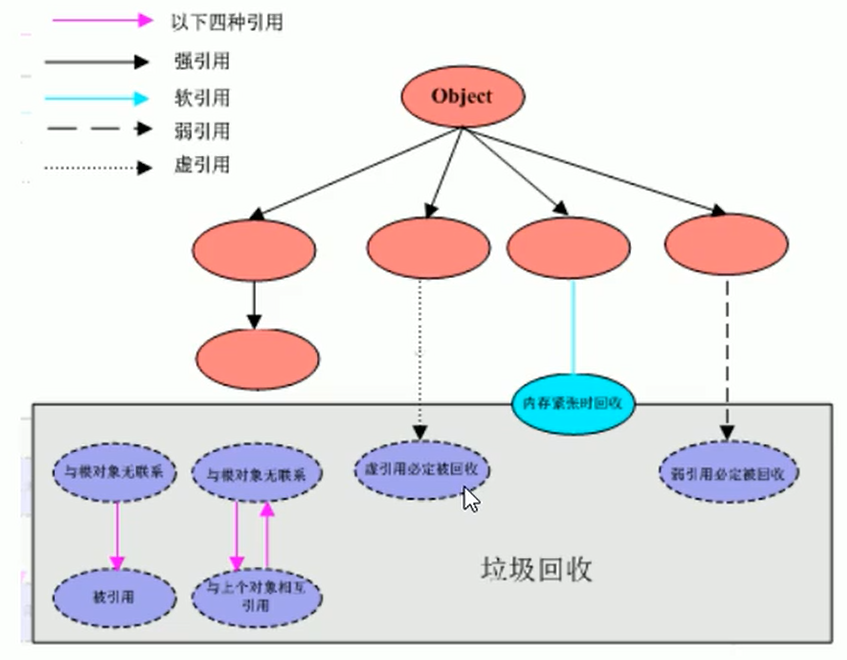 以下四种引用
强引用
软引用
弱引用
虚引用
Object
内存紧张时回收
与根对象无联系
与根对象无联系
虚引用必定被回收
弱引用必定被回收
垃圾回收
被引用
与上个对象相互
引用